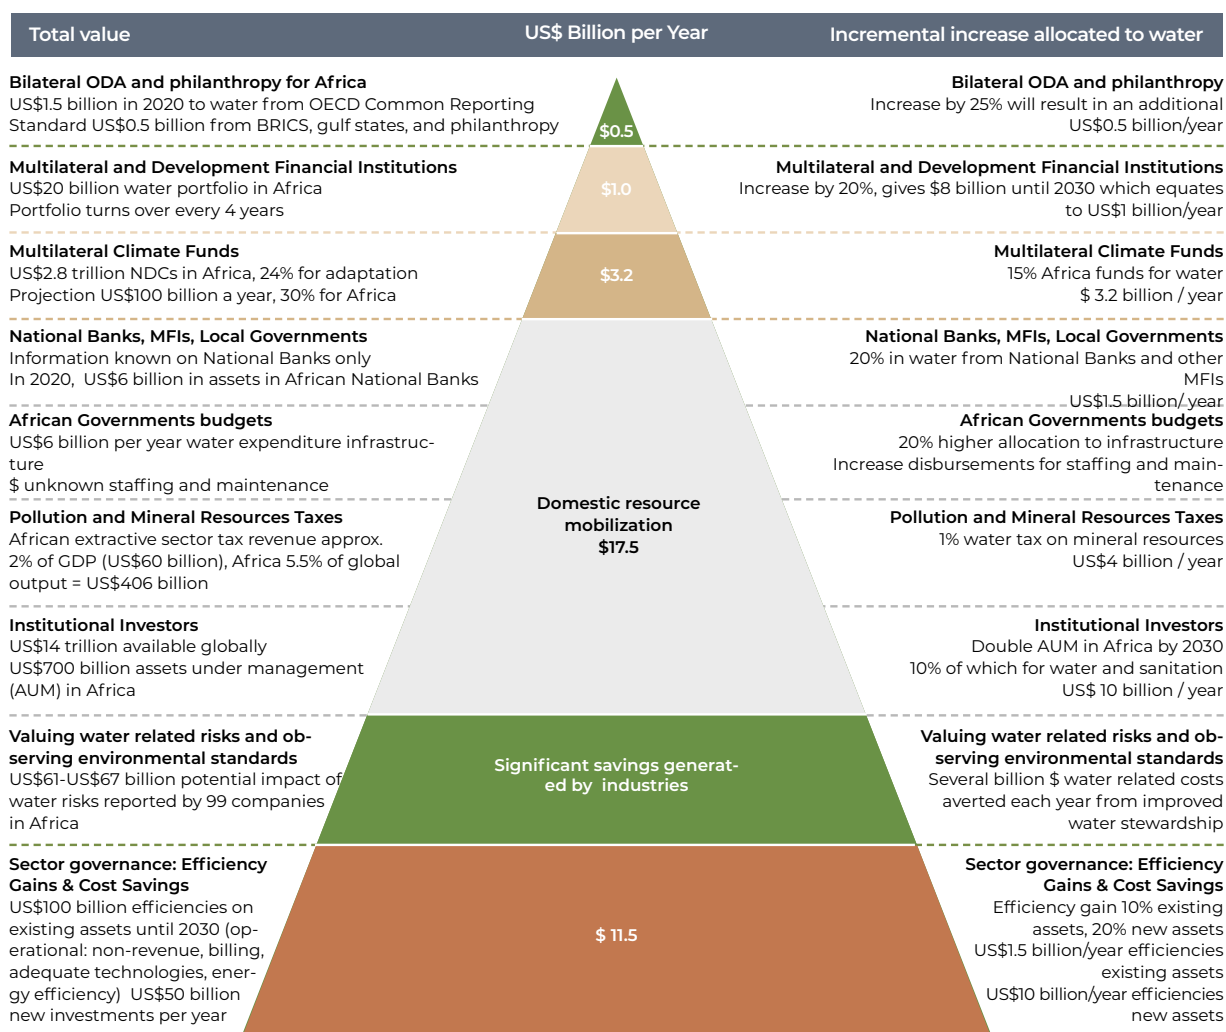 Total value
US$ Billion per Year
Incremental increase allocated to water
Bilateral ODA and philanthropy for Africa
US$1.5 billion in 2020 to water from OECD Common Reporting
Standard US$0.5 billion from BRICS, gulf states, and philanthropy
$0.5
Bilateral ODA and philanthropy
Increase by 25% will result in an additional
US$0.5 billion/year
Multilateral and Development Financial Institutions
US$20 billion water portfolio in Africa
Portfolio turns over every 4 years
$1.0
Multilateral and Development Financial Institutions
Increase by 20%, gives $8 billion until 2030 which equates
to US$1 billion/year
Multilateral Climate Funds
US$2.8 trillion NDCs in Africa, 24% for adaptation
Projection US$100 billion a year, 30% for Africa
$3.2
Multilateral Climate Funds
15% Africa funds for water
$ 3.2 billion / year
National Banks, MFIs, Local Governments
Information known on National Banks only
In 2020, US$6 billion in assets in African National Banks
National Banks, MFIs, Local Governments
20% in water from National Banks and other
MFIs
US$1.5 billion/ year
African Governments budgets
US$6 billion per year water expenditure infrastruc-
ture
$ unknown staffing and maintenance
African Governments budgets
20% higher allocation to infrastructure
Increase disbursements for staffing and main-
tenance
Domestic resource
mobilization
$17.5
Pollution and Mineral Resources Taxes
African extractive sector tax revenue approx.
2% of GDP (US$60 billion), Africa 5.5% of global
output = US$406 billion
Pollution and Mineral Resources Taxes
1% water tax on mineral resources
US$4 billion / year
Institutional Investors
US$14 trillion available globally
US$700 billion assets under management
(AUM) in Africa
Institutional Investors
Double AUM in Africa by 2030
10% of which for water and sanitation
US$ 10 billion / year
Valuing water related risks and ob-
serving environmental standards
US$61-US$67 billion potential impact of
water risks reported by 99 companies
in Africa
Significant savings generat-
ed by industries
Valuing water related risks and ob-
serving environmental standards
Several billion $ water related costs
averted each year from improved
water stewardship
Sector governance: Efficiency
Gains & Cost Savings
US$100 billion efficiencies on
existing assets until 2030 (op-
erational: non-revenue, billing,
adequate technologies, ener-
gy efficiency) US$50 billion
new investments per year
$ 11.5
Sector governance: Efficiency
Gains & Cost Savings
Efficiency gain 10% existing
assets, 20% new assets
US$1.5 billion/year efficiencies
existing assets
US$10 billion/year efficiencies
new assets